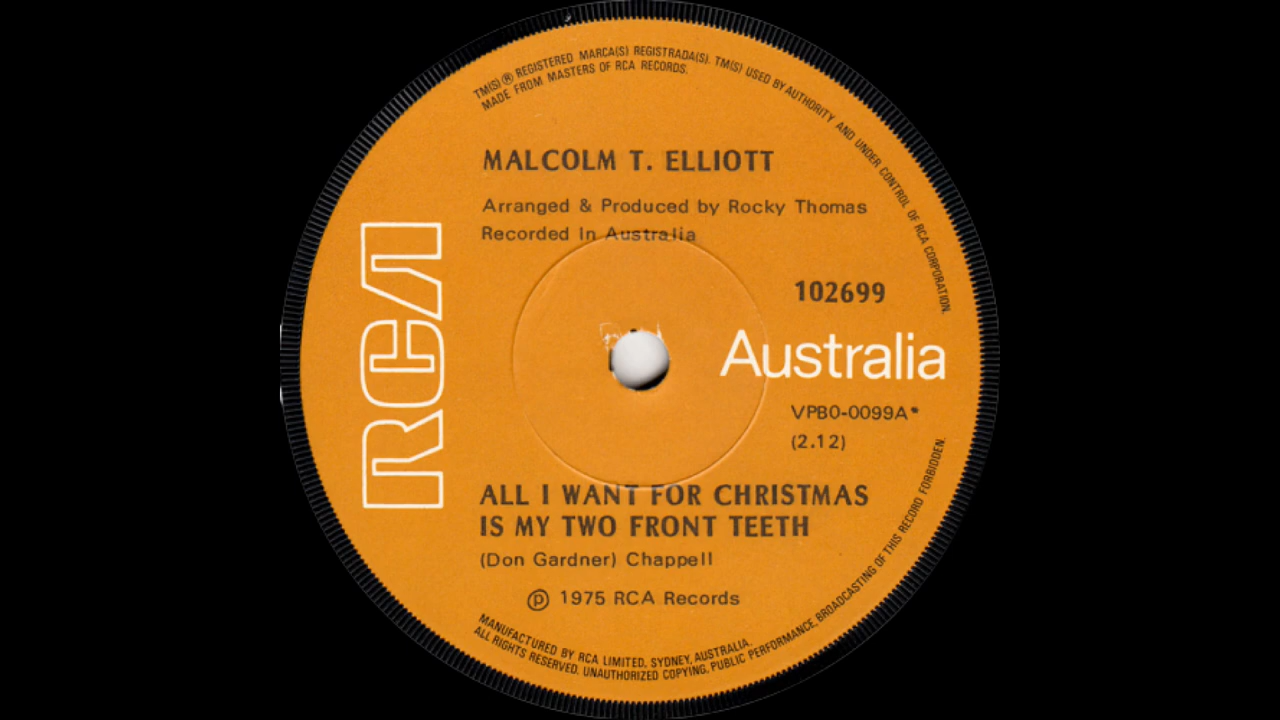 TM(S) ® REGISTERED MARCA(S) REGISTRADA(S). TM(S) USED BY AUTHORITY AND UNDER CONTROL OF RCA CORPORATION.
MADE FROM MASTERS OF RCA RECORDS.
MALCOLM T. ELLIOTT
Arranged & Produced by Rocky Thomas
Recorded In Australia
RCA
102699
Australia
VPB0-0099A*
(2.12)
ALL I WANT FOR CHRISTMAS
IS MY TWO FRONT TEETH
(Don Gardner) Chappell
℗ 1975 RCA Records
MANUFACTURED BY RCA LIMITED, SYDNEY, AUSTRALIA.
ALL RIGHTS RESERVED. UNAUTHORIZED COPYING, PUBLIC PERFORMANCE, BROADCASTING OF THIS RECORD FORBIDDEN.